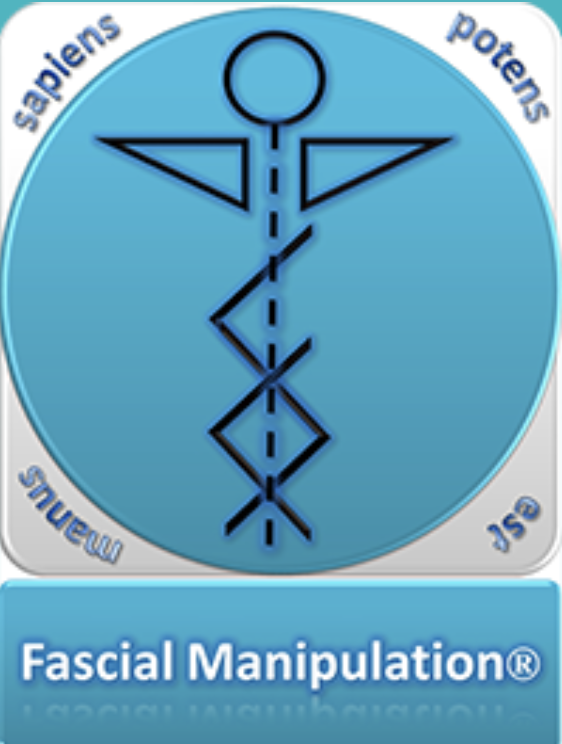 sapiens
potens
manus
est
Fascial Manipulation®